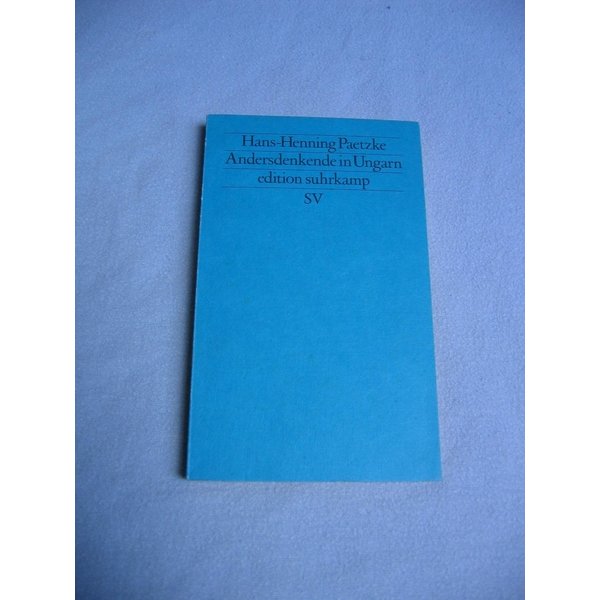 Hans-Henning Paetzke
Andersdenkende in Ungarn
edition suhrkamp
SV